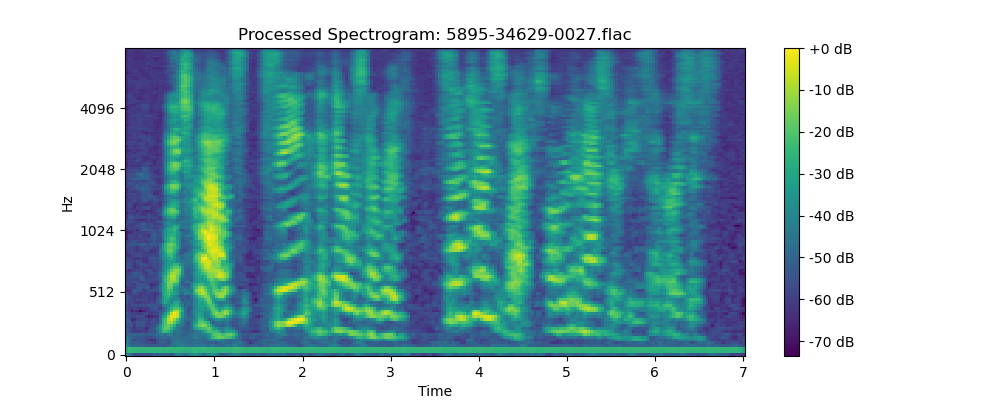 Processed Spectrogram: 5895-34629-0027.flac
+0 dB
-10 dB
-20 dB
-30 dB
-40 dB
-50 dB
-60 dB
-70 dB
4096
2048
1024
512
0
Hz
0 1 2 3 4 5 6 7
Time